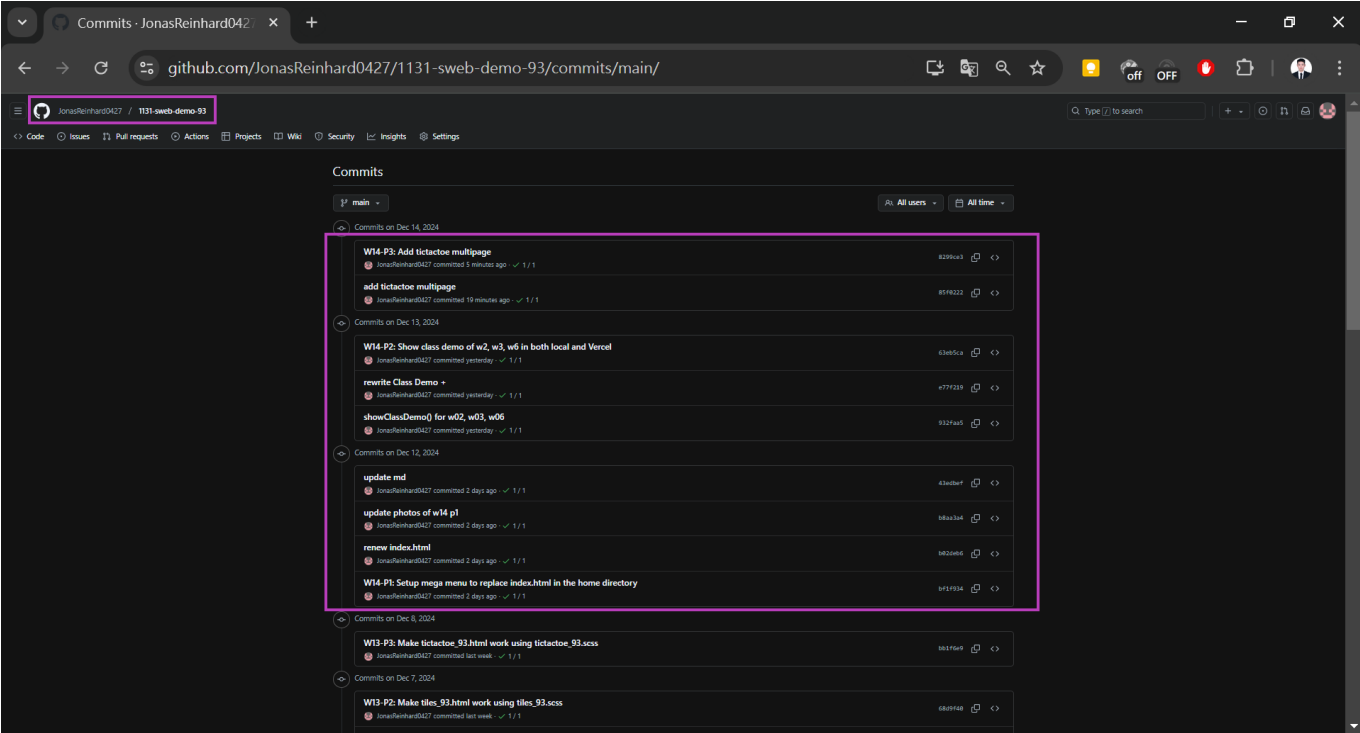 Commits · JonasReinhard042
github.com/JonasReinhard0427/1131-sweb-demo-93/commits/main/
off
OFF
JonasReinhard0427 / 1131-sweb-demo-93
Type / to search
Code Issues Pull requests Actions Projects Wiki Security Insights Settings
Commits
main
All users
All time
Commits on Dec 14, 2024
W14-P3: Add tictactoe multipage
8299ce3
JonasReinhard0427 committed 5 minutes ago · 1 / 1
add tictactoe multipage
85f0222
JonasReinhard0427 committed 19 minutes ago · 1 / 1
Commits on Dec 13, 2024
W14-P2: Show class demo of w2, w3, w6 in both local and Vercel
63eb5ca
JonasReinhard0427 committed yesterday · 1 / 1
rewrite Class Demo +
e77f219
JonasReinhard0427 committed yesterday · 1 / 1
showClassDemo() for w02, w03, w06
932faa5
JonasReinhard0427 committed yesterday · 1 / 1
Commits on Dec 12, 2024
update md
43edbef
JonasReinhard0427 committed 2 days ago · 1 / 1
update photos of w14 p1
b8aa3a4
JonasReinhard0427 committed 2 days ago · 1 / 1
renew index.html
b02deb6
JonasReinhard0427 committed 2 days ago · 1 / 1
W14-P1: Setup mega menu to replace index.html in the home directory
bf1f934
JonasReinhard0427 committed 2 days ago · 1 / 1
Commits on Dec 8, 2024
W13-P3: Make tictactoe_93.html work using tictactoe_93.scss
bb1f6e9
JonasReinhard0427 committed last week · 1 / 1
Commits on Dec 7, 2024
W13-P2: Make tiles_93.html work using tiles_93.scss
68d9f40
JonasReinhard0427 committed last week · 1 / 1